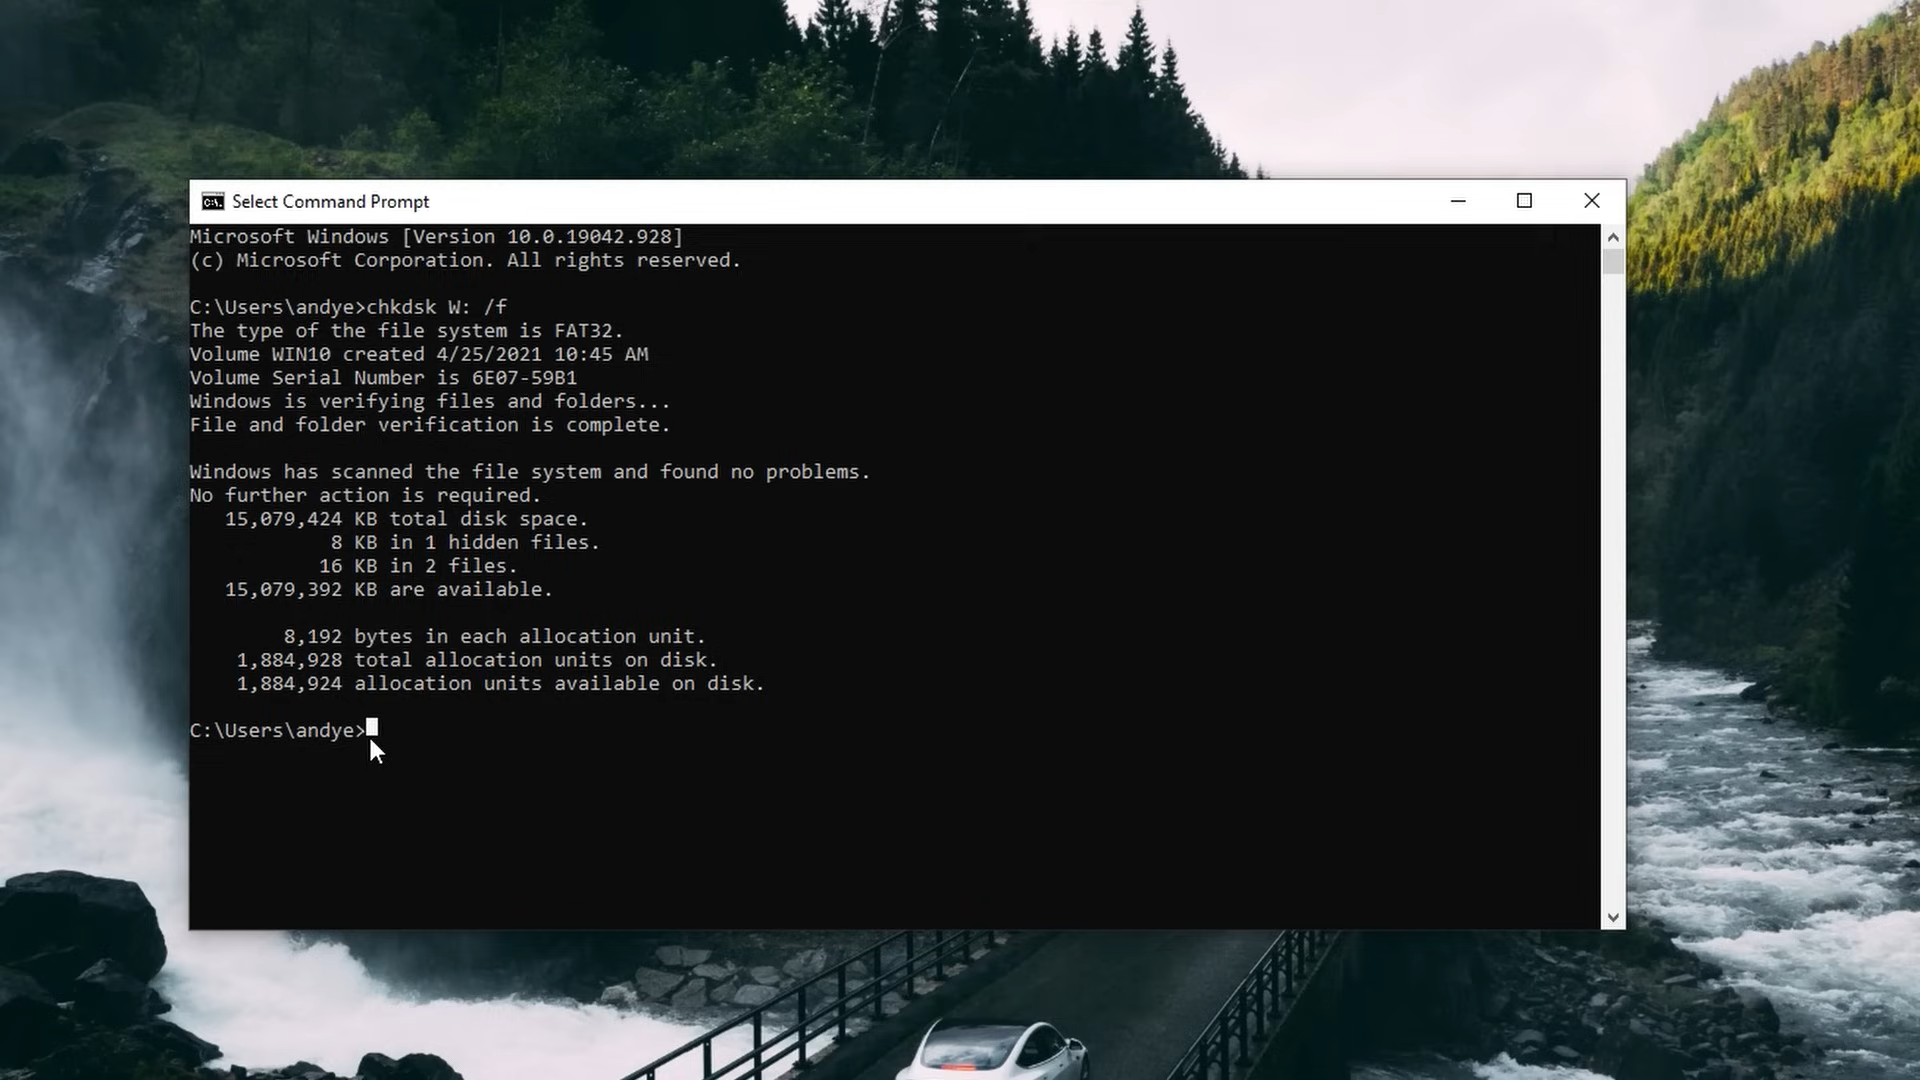 Select Command Prompt
Microsoft Windows [Version 10.0.19042.928]
(c) Microsoft Corporation. All rights reserved.
C:\Users\andye>chkdsk W: /f
The type of the file system is FAT32.
Volume WIN10 created 4/25/2021 10:45 AM
Volume Serial Number is 6E07-59B1
Windows is verifying files and folders...
File and folder verification is complete.
Windows has scanned the file system and found no problems.
No further action is required.
15,079,424 KB total disk space.
8 KB in 1 hidden files.
16 KB in 2 files.
15,079,392 KB are available.
8,192 bytes in each allocation unit.
1,884,928 total allocation units on disk.
1,884,924 allocation units available on disk.
C:\Users\andye>